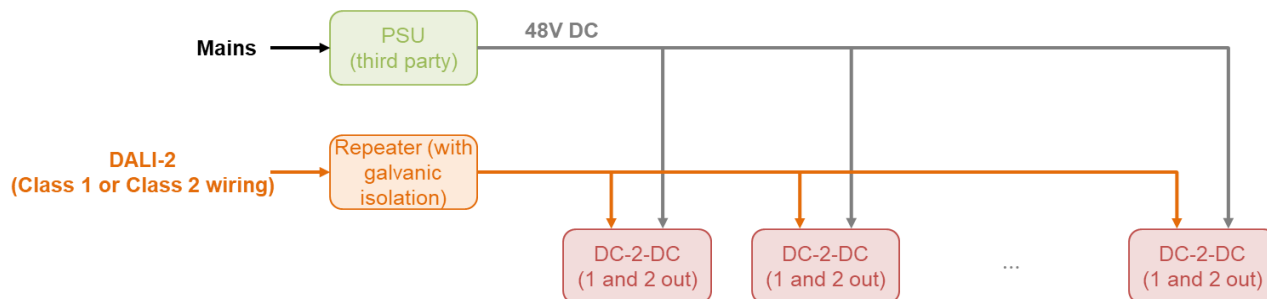 PSU
(third party)
48V DC
Mains
DALI-2
(Class 1 or Class 2 wiring)
Repeater (with
galvanic
isolation)
DC-2-DC
(1 and 2 out)
DC-2-DC
(1 and 2 out)
...
DC-2-DC
(1 and 2 out)